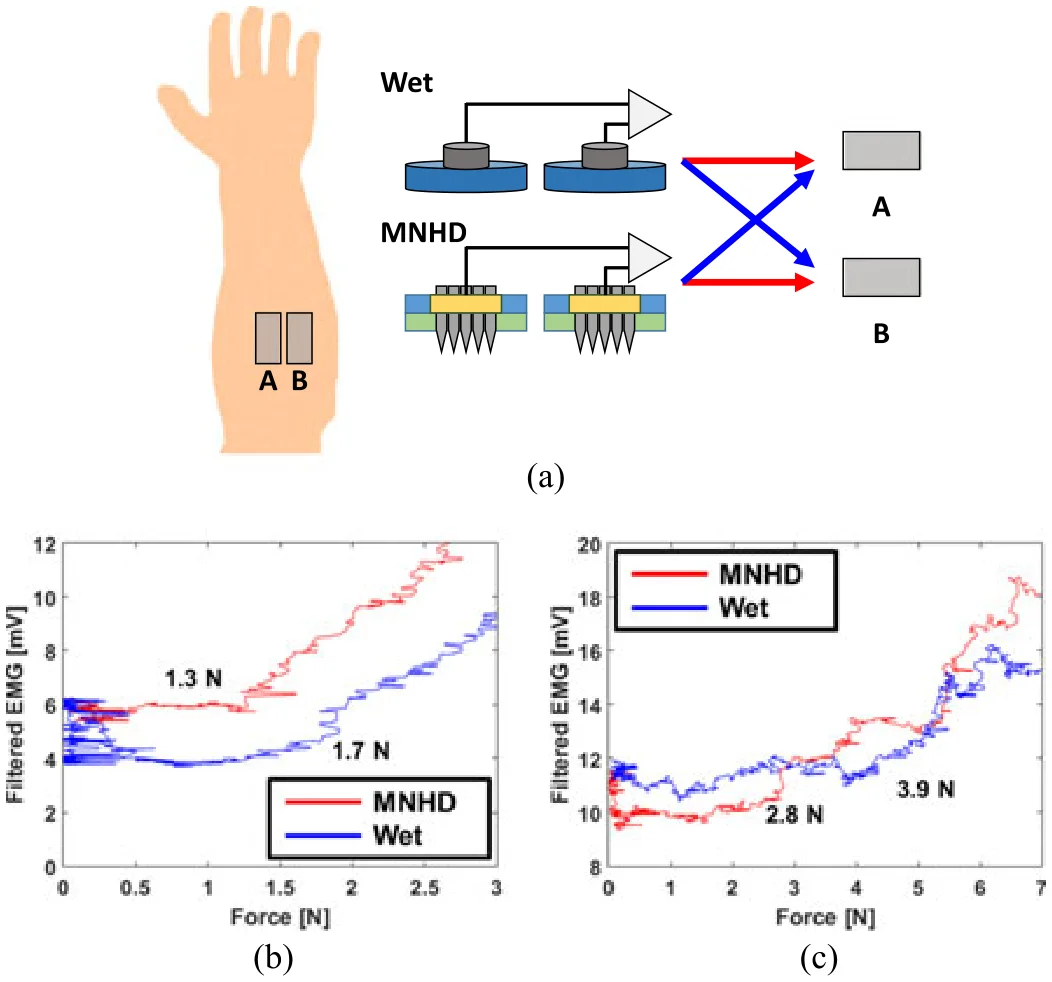 Wet
MNHD
A
B
A B
(a)
12
10
8
6
4
2
0
Filtered EMG [mV]
1.3 N
1.7 N
MNHD
Wet
0 0.5 1 1.5 2 2.5 3
Force [N]
(b)
20
18
16
14
12
10
8
Filtered EMG [mV]
MNHD
Wet
2.8 N
3.9 N
0 1 2 3 4 5 6 7
Force [N]
(c)